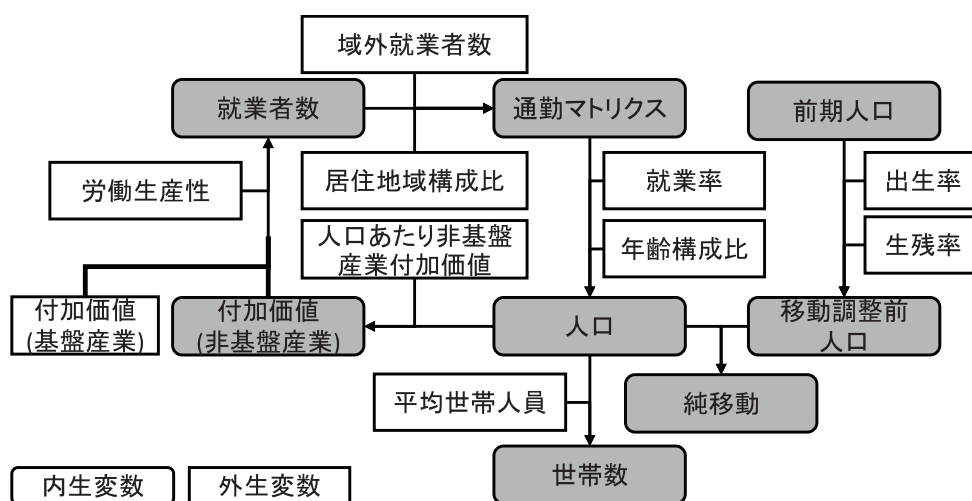 域外就業者数
就業者数
通勤マトリクス
前期人口
労働生産性
居住地域構成比
就業率
出生率
人口あたり非基盤
産業付加価値
年齢構成比
生残率
付加価値
(基盤産業)
付加価値
(非基盤産業)
人口
移動調整前
人口
平均世帯人員
純移動
世帯数
内生変数
外生変数